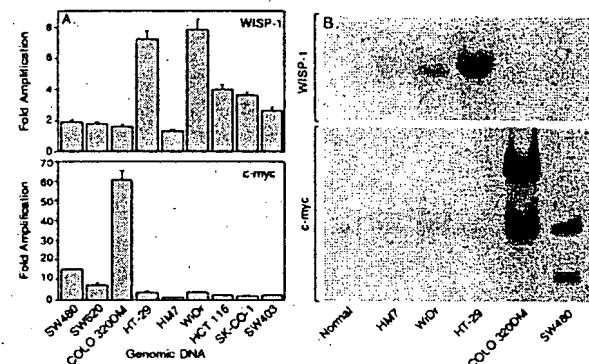 A.
WISP-1
Fold Amplification
8
6
4
2
0
c-myc
Fold Amplification
70
60
50
40
30
20
10
0
SW480
SW620
COLO 320DM
HT-29
HM7
WiDr
HCT 116
SK-CO-1
SW403
Genomic DNA
B.
WISP-1
c-myc
Normal
HM7
WiDr
HT-29
COLO 320DM
SW480